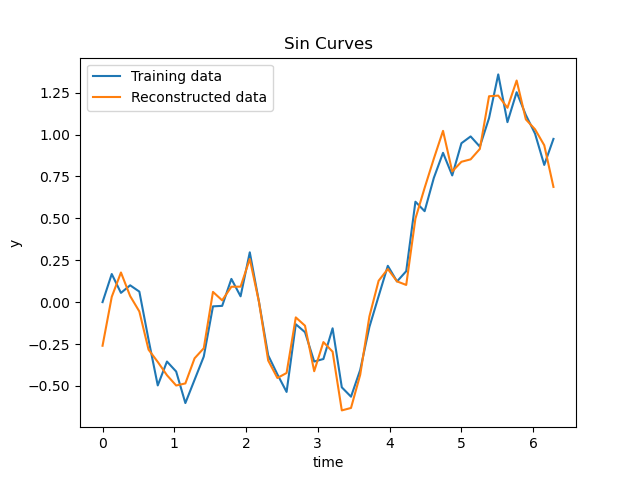 Sin Curves
Training data
Reconstructed data
1.25
1.00
0.75
0.50
0.25
0.00
−0.25
−0.50
y
0 1 2 3 4 5 6
time